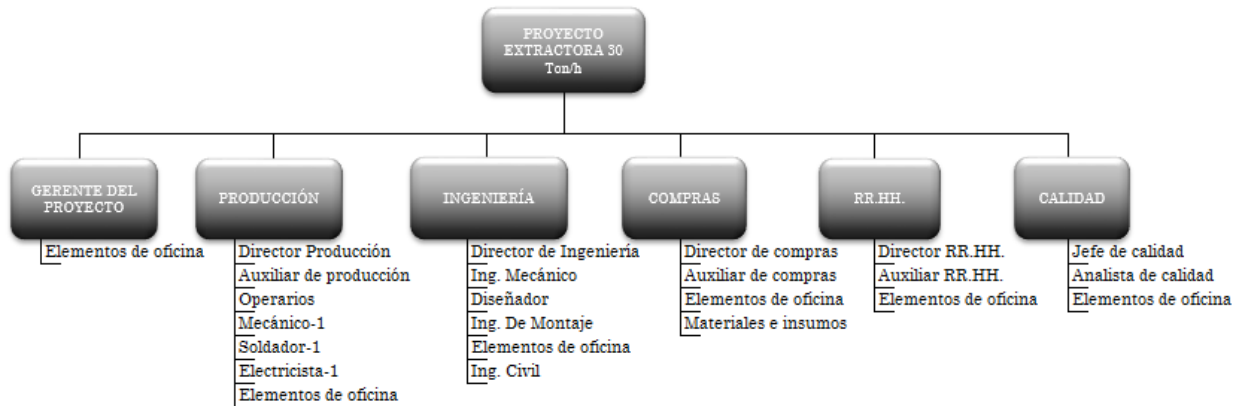 PROYECTO
EXTRACTORA 30
Ton/h
GERENTE DEL
PROYECTO
Elementos de oficina
PRODUCCIÓN
Director Producción
Auxiliar de producción
Operarios
Mecánico-1
Soldador-1
Electricista-1
Elementos de oficina
INGENIERÍA
Director de Ingeniería
Ing. Mecánico
Diseñador
Ing. De Montaje
Elementos de oficina
Ing. Civil
COMPRAS
Director de compras
Auxiliar de compras
Elementos de oficina
Materiales e insumos
RR.HH.
Director RR.HH.
Auxiliar RR.HH.
Elementos de oficina
CALIDAD
Jefe de calidad
Analista de calidad
Elementos de oficina